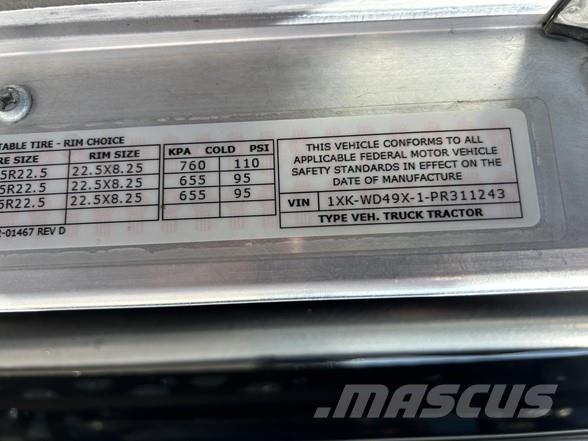 TABLE TIRE - RIM CHOICE
RE SIZE RIM SIZE KPA COLD PSI
5R22.5 22.5X8.25 760 110
5R22.5 22.5X8.25 655 95
5R22.5 22.5X8.25 655 95
2-01467 REV D
THIS VEHICLE CONFORMS TO ALL
APPLICABLE FEDERAL MOTOR VEHICLE
SAFETY STANDARDS IN EFFECT ON THE
DATE OF MANUFACTURE
VIN 1XK-WD49X-1-PR311243
TYPE VEH. TRUCK TRACTOR
MASCUS